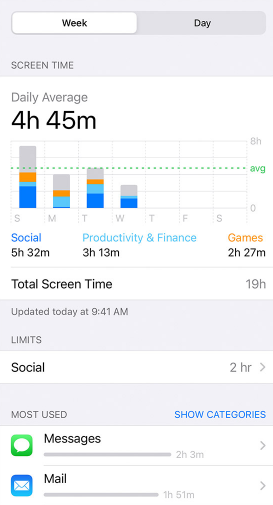 Week Day
SCREEN TIME
Daily Average
4h 45m
8h
avg
0
S M T W T F S
Social Productivity & Finance Games
5h 32m 3h 13m 2h 27m
Total Screen Time 19h
Updated today at 9:41 AM
LIMITS
Social 2 hr
MOST USED SHOW CATEGORIES
Messages
2h 3m
Mail
1h 51m